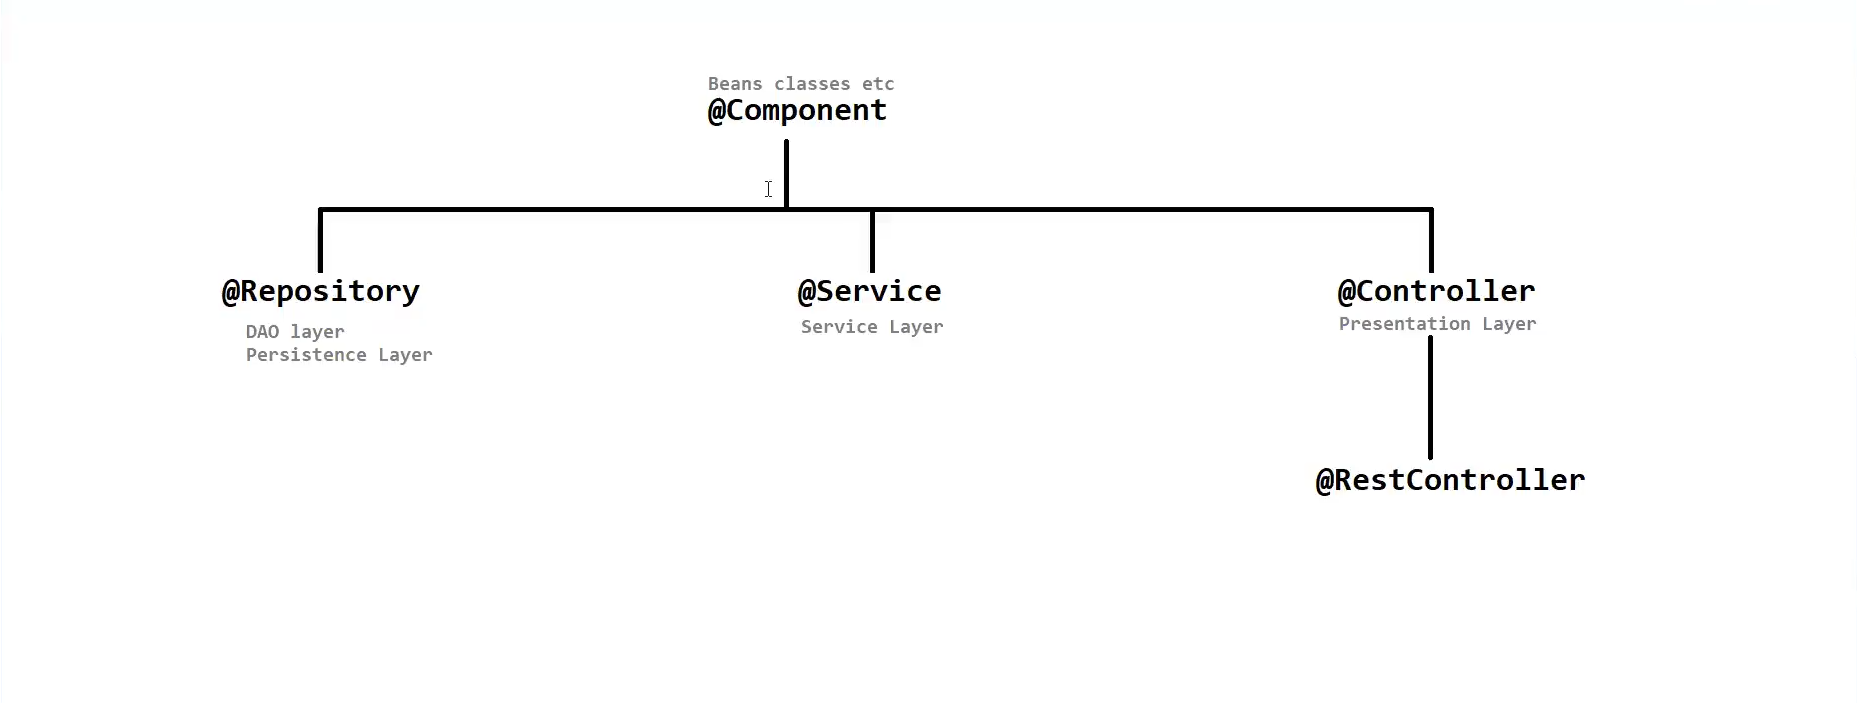 Beans classes etc
@Component
@Repository
DAO layer
Persistence Layer
@Service
Service Layer
@Controller
Presentation Layer
@RestController